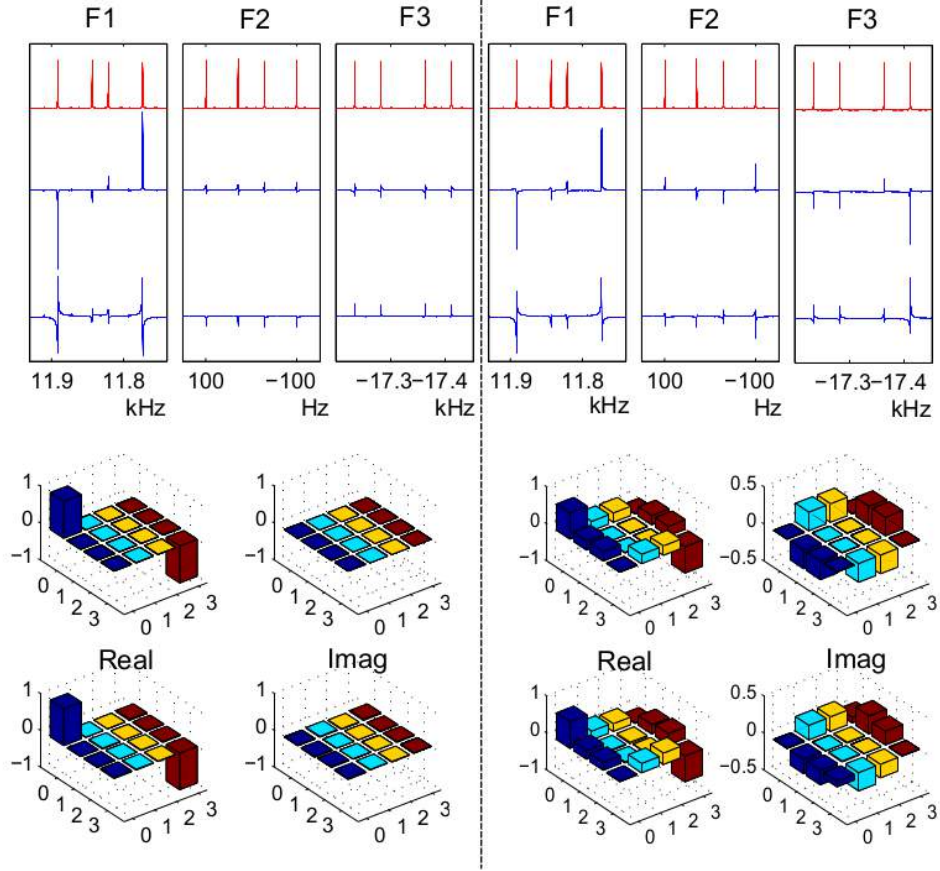 F1 F2 F3 F1 F2 F3
11.9 11.8 100 −100 −17.3 −17.4 11.9 11.8 100 −100 −17.3 −17.4
kHz Hz kHz kHz Hz kHz
1 1 1 0.5
0 0 0 0
−1 −1 −1 −0.5
0 1 2 3 0 1 2 3 0 1 2 3 0 1 2 3 0 1 2 3 0 1 2 3 0 1 2 3 0 1 2 3
Real Imag Real Imag
1 1 1 0.5
0 0 0 0
−1 −1 −1 −0.5
0 1 2 3 0 1 2 3 0 1 2 3 0 1 2 3 0 1 2 3 0 1 2 3 0 1 2 3 0 1 2 3